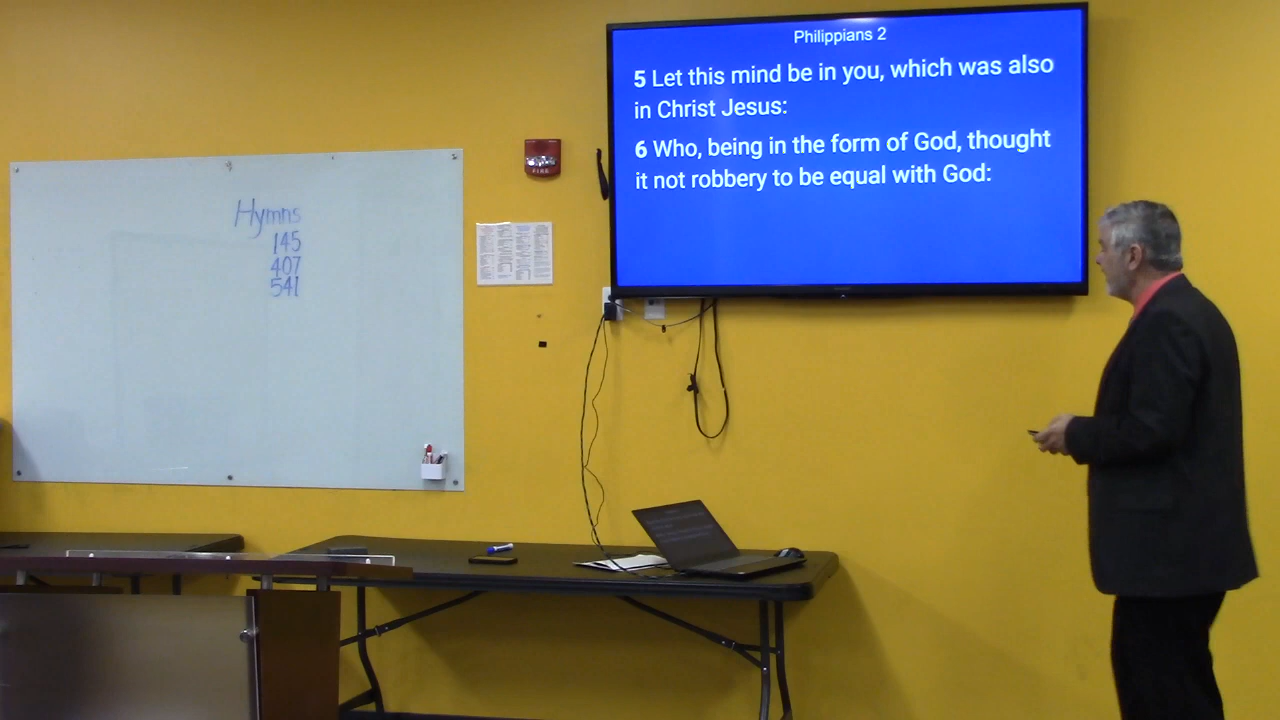 Hymns
145
407
541
FIRE
Philippians 2
5 Let this mind be in you, which was also
in Christ Jesus:
6 Who, being in the form of God, thought
it not robbery to be equal with God: